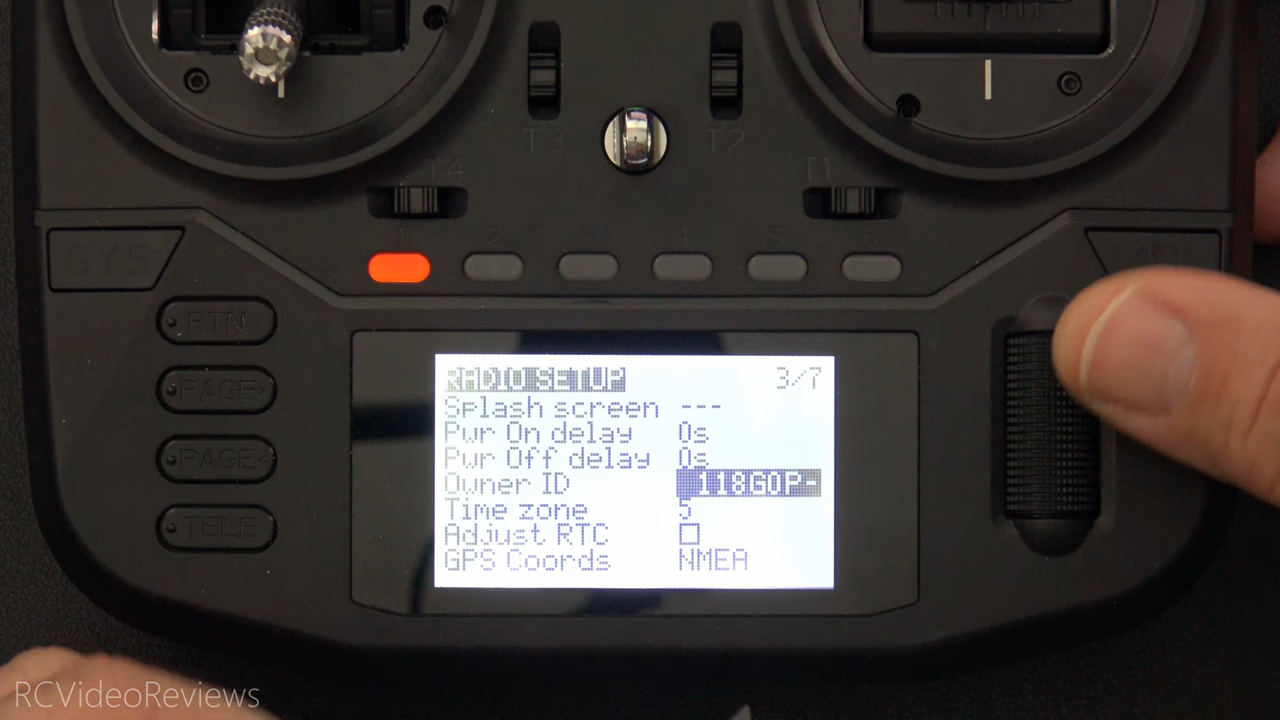 T3
T2
T4
T1
1 2 3 4 5 6
SYS
RTN
PAGE>
PAGE<
TELE
RADIO SETUP 3/7
Splash screen ---
Pwr On delay 0s
Pwr Off delay 0s
Owner ID 118GOP-
Time zone 5
Adjust RTC
GPS Coords NMEA
RCVideoReviews